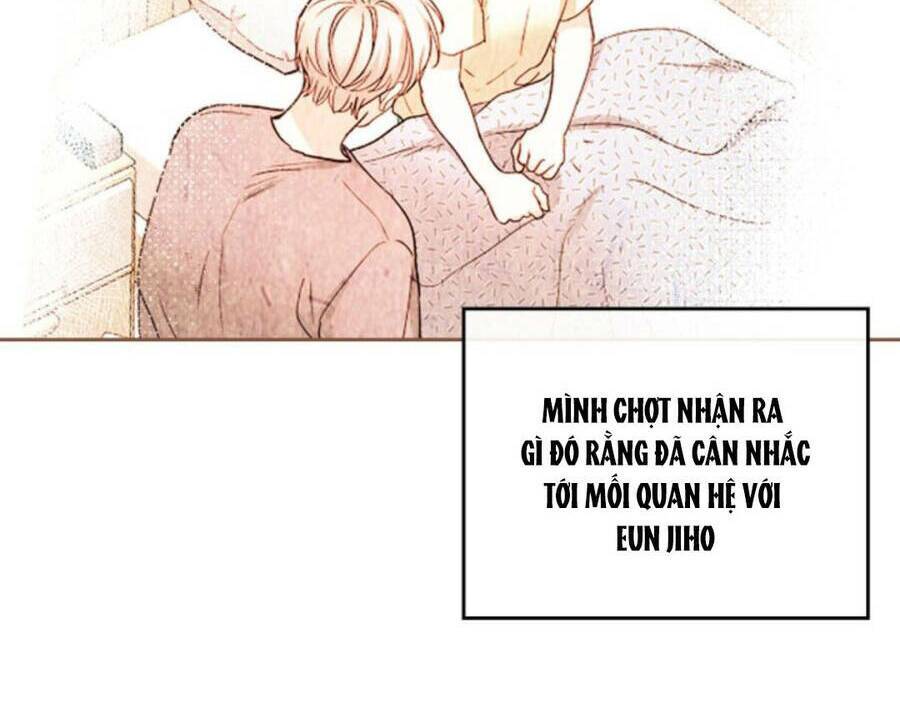 MÌNH CHỢT NHẬN RA
GÌ ĐÓ RẰNG ĐÃ CÂN NHẮC
TỚI MỐI QUAN HỆ VỚI
EUN JIHO